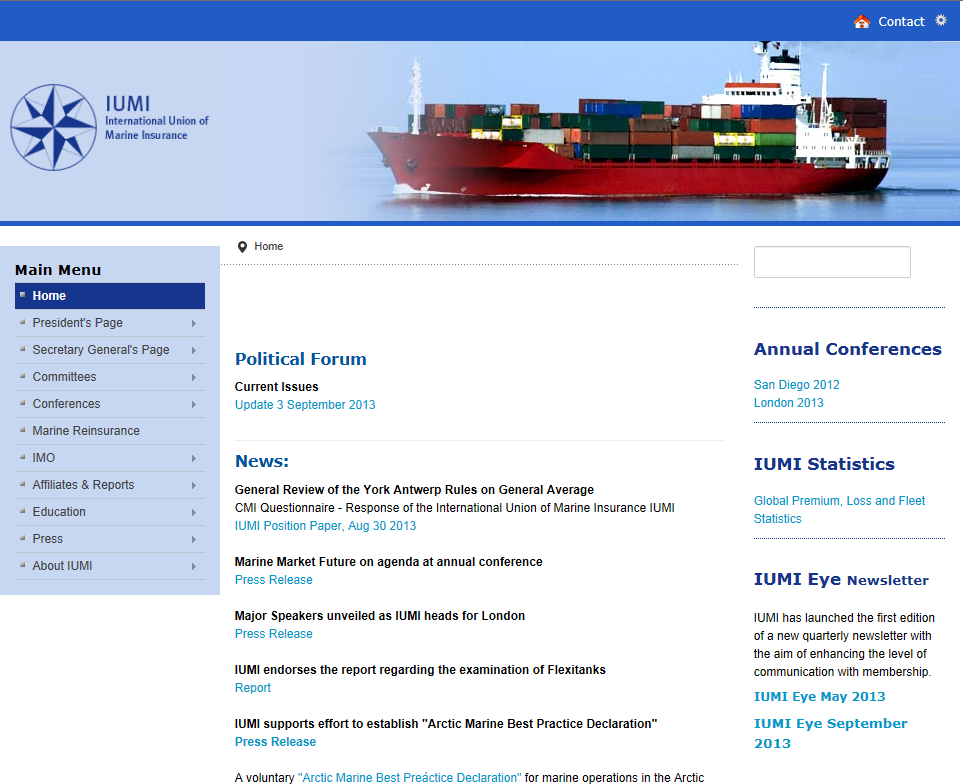 Contact
IUMI
International Union of
Marine Insurance
Home
Main Menu
Home
President's Page
Secretary General's Page
Committees
Conferences
Marine Reinsurance
IMO
Affiliates & Reports
Education
Press
About IUMI
Political Forum
Current Issues
Update 3 September 2013
News:
General Review of the York Antwerp Rules on General Average
CMI Questionnaire - Response of the International Union of Marine Insurance IUMI
IUMI Position Paper, Aug 30 2013
Marine Market Future on agenda at annual conference
Press Release
Major Speakers unveiled as IUMI heads for London
Press Release
IUMI endorses the report regarding the examination of Flexitanks
Report
IUMI supports effort to establish "Arctic Marine Best Practice Declaration"
Press Release
A voluntary "Arctic Marine Best Preáctice Declaration" for marine operations in the Arctic
Annual Conferences
San Diego 2012
London 2013
IUMI Statistics
Global Premium, Loss and Fleet
Statistics
IUMI Eye Newsletter
IUMI has launched the first edition
of a new quarterly newsletter with
the aim of enhancing the level of
communication with membership.
IUMI Eye May 2013
IUMI Eye September
2013